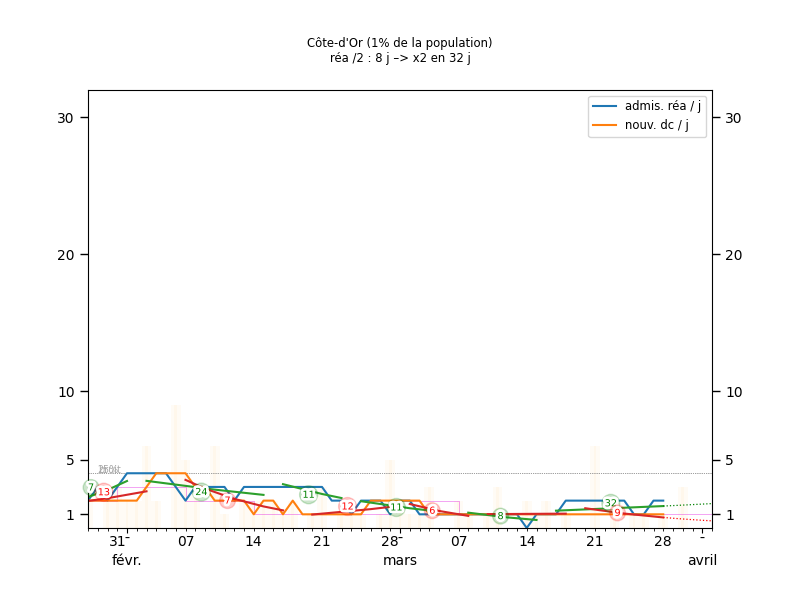 Côte-d'Or (1% de la population)
réa /2 : 8 j –> x2 en 32 j
admis. réa / j
nouv. dc / j
30 30
20 20
10 10
5 5
1 1
7 13 24 7 11 12 11 6 8 32 9
31- 07 14 21 28- 07 14 21 28 -
févr. mars avril